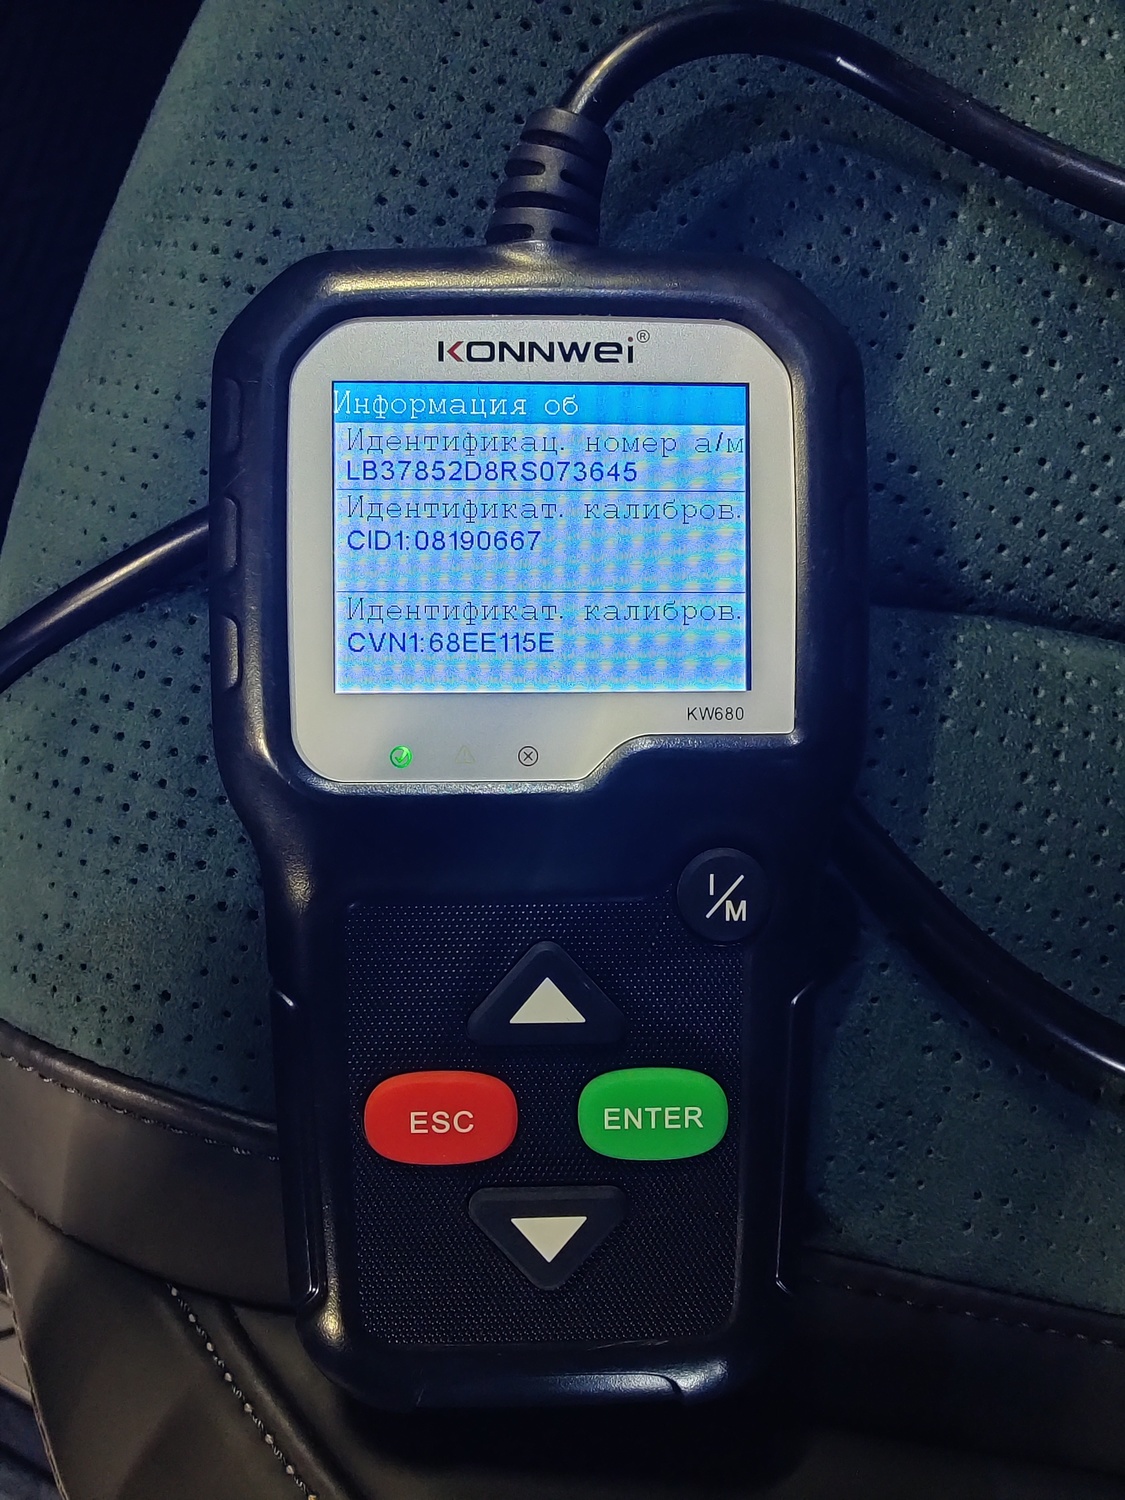 KONNWEI®
Информация об
Идентификац. номер а/м
LB37852D8RS073645
Идентификат. калибров.
CID1:08190667
Идентификат. калибров.
CVN1:68EE115E
KW680
I/M
ESC
ENTER